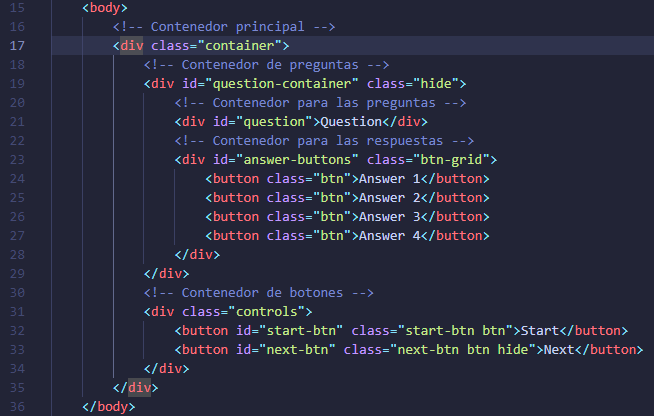 15 <body>
16 <!-- Contenedor principal -->
17 <div class="container">
18 <!-- Contenedor de preguntas -->
19 <div id="question-container" class="hide">
20 <!-- Contenedor para las preguntas -->
21 <div id="question">Question</div>
22 <!-- Contenedor para las respuestas -->
23 <div id="answer-buttons" class="btn-grid">
24 <button class="btn">Answer 1</button>
25 <button class="btn">Answer 2</button>
26 <button class="btn">Answer 3</button>
27 <button class="btn">Answer 4</button>
28 </div>
29 </div>
30 <!-- Contenedor de botones -->
31 <div class="controls">
32 <button id="start-btn" class="start-btn btn">Start</button>
33 <button id="next-btn" class="next-btn btn hide">Next</button>
34 </div>
35 </div>
36 </body>